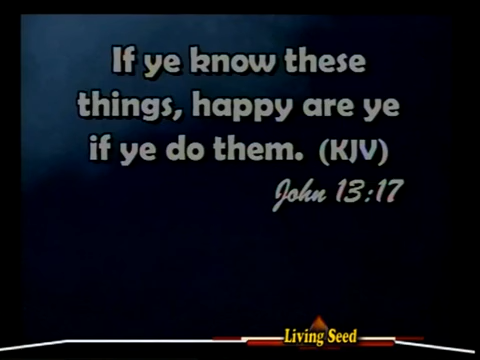 If ye know these
things, happy are ye
if ye do them. (KJV)
John 13:17
Living Seed